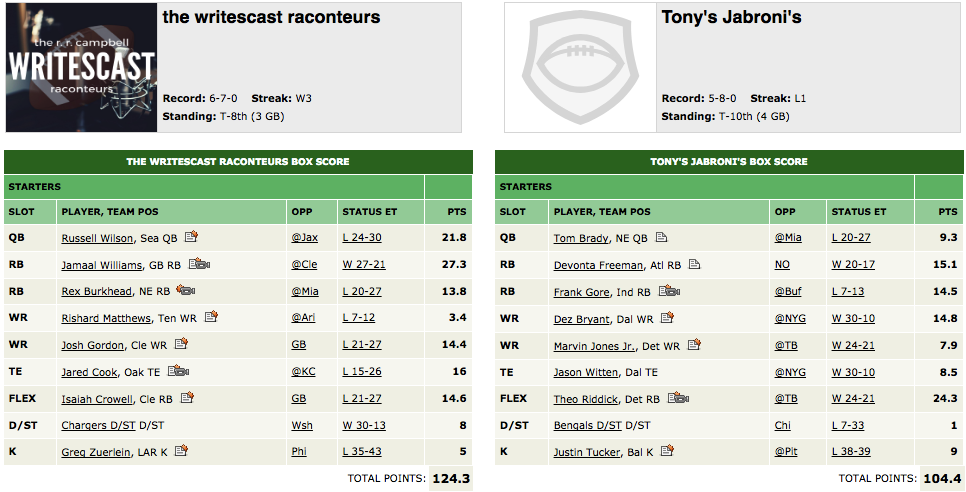 the r. r. campbell
WRITESCAST
raconteurs
the writescast raconteurs
Record: 6-7-0 Streak: W3
Standing: T-8th (3 GB)
Tony's Jabroni's
Record: 5-8-0 Streak: L1
Standing: T-10th (4 GB)
THE WRITESCAST RACONTEURS BOX SCORE
STARTERS
SLOT PLAYER, TEAM POS OPP STATUS ET PTS
QB Russell Wilson, Sea QB @Jax L 24-30 21.8
RB Jamaal Williams, GB RB @Cle W 27-21 27.3
RB Rex Burkhead, NE RB @Mia L 20-27 13.8
WR Rishard Matthews, Ten WR @Ari L 7-12 3.4
WR Josh Gordon, Cle WR GB L 21-27 14.4
TE Jared Cook, Oak TE @KC L 15-26 16
FLEX Isaiah Crowell, Cle RB GB L 21-27 14.6
D/ST Chargers D/ST D/ST Wsh W 30-13 8
K Greg Zuerlein, LAR K Phi L 35-43 5
TOTAL POINTS: 124.3
TONY'S JABRONI'S BOX SCORE
STARTERS
SLOT PLAYER, TEAM POS OPP STATUS ET PTS
QB Tom Brady, NE QB @Mia L 20-27 9.3
RB Devonta Freeman, Atl RB NO W 20-17 15.1
RB Frank Gore, Ind RB @Buf L 7-13 14.5
WR Dez Bryant, Dal WR @NYG W 30-10 14.8
WR Marvin Jones Jr., Det WR @TB W 24-21 7.9
TE Jason Witten, Dal TE @NYG W 30-10 8.5
FLEX Theo Riddick, Det RB @TB W 24-21 24.3
D/ST Bengals D/ST D/ST Chi L 7-33 1
K Justin Tucker, Bal K @Pit L 38-39 9
TOTAL POINTS: 104.4